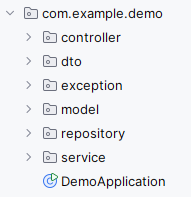 com.example.demo
controller
dto
exception
model
repository
service
DemoApplication